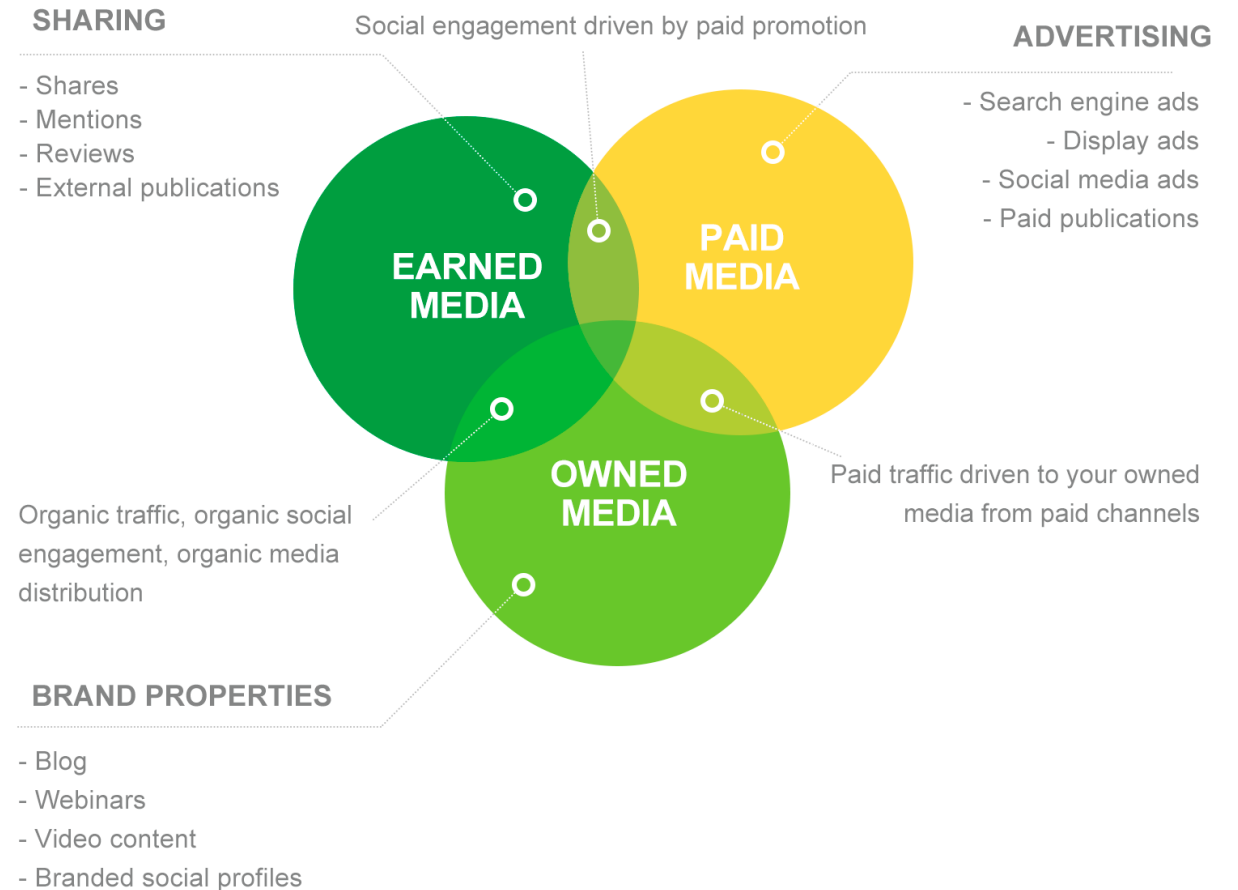 SHARING
- Shares
- Mentions
- Reviews
- External publications
Social engagement driven by paid promotion
ADVERTISING
- Search engine ads
- Display ads
- Social media ads
- Paid publications
EARNED
MEDIA
PAID
MEDIA
OWNED
MEDIA
Organic traffic, organic social
engagement, organic media
distribution
Paid traffic driven to your owned
media from paid channels
BRAND PROPERTIES
- Blog
- Webinars
- Video content
- Branded social profiles